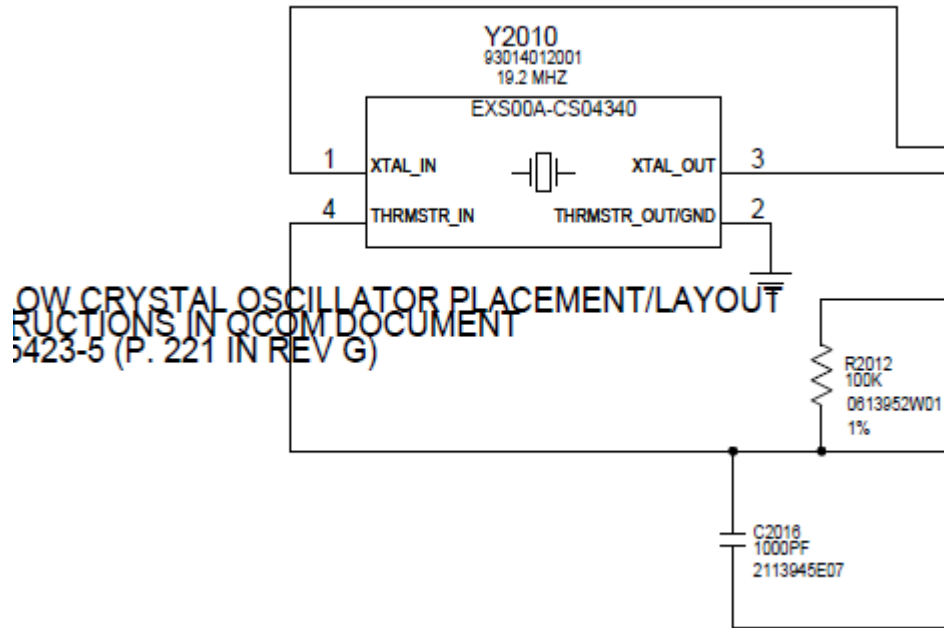 Y2010
93014012001
19.2 MHZ
EXS00A-CS04340
1 XTAL_IN XTAL_OUT 3
4 THRMSTR_IN THRMSTR_OUT/GND 2
OW CRYSTAL OSCILLATOR PLACEMENT/LAYOUT
RUCTIONS IN QCOM DOCUMENT
5423-5 (P. 221 IN REV G)
R2012
100K
0613952W01
1%
C2016
1000PF
2113945E07